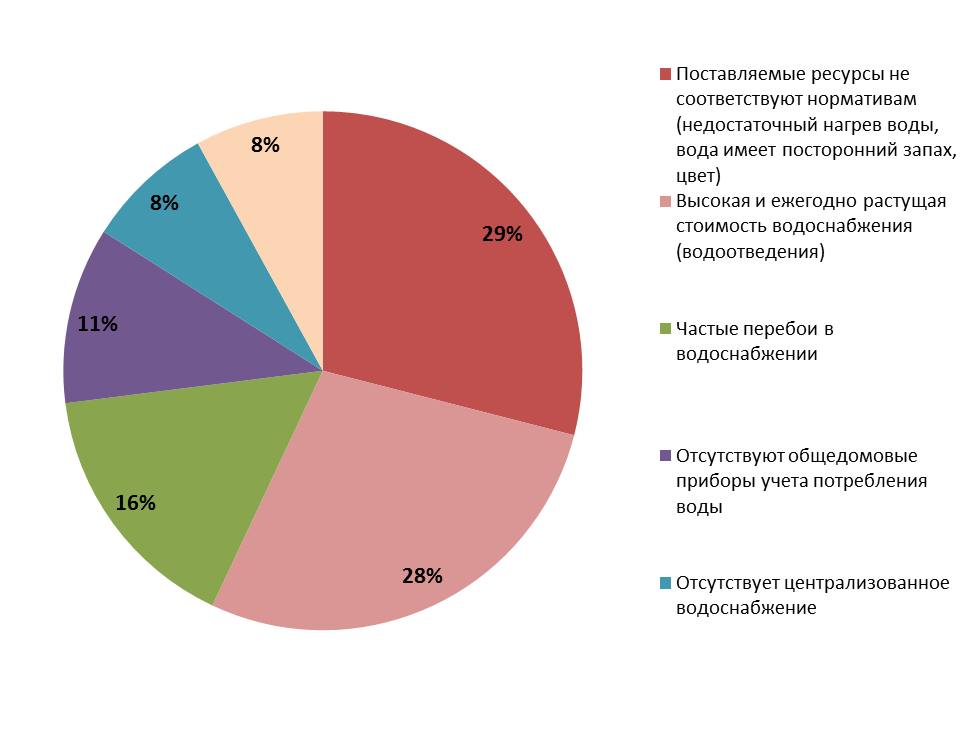 8%
8%
29%
11%
16%
28%
Поставляемые ресурсы не
соответствуют нормативам
(недостаточный нагрев воды,
вода имеет посторонний запах,
цвет)
Высокая и ежегодно растущая
стоимость водоснабжения
(водоотведения)
Частые перебои в
водоснабжении
Отсутствуют общедомовые
приборы учета потребления
воды
Отсутствует централизованное
водоснабжение